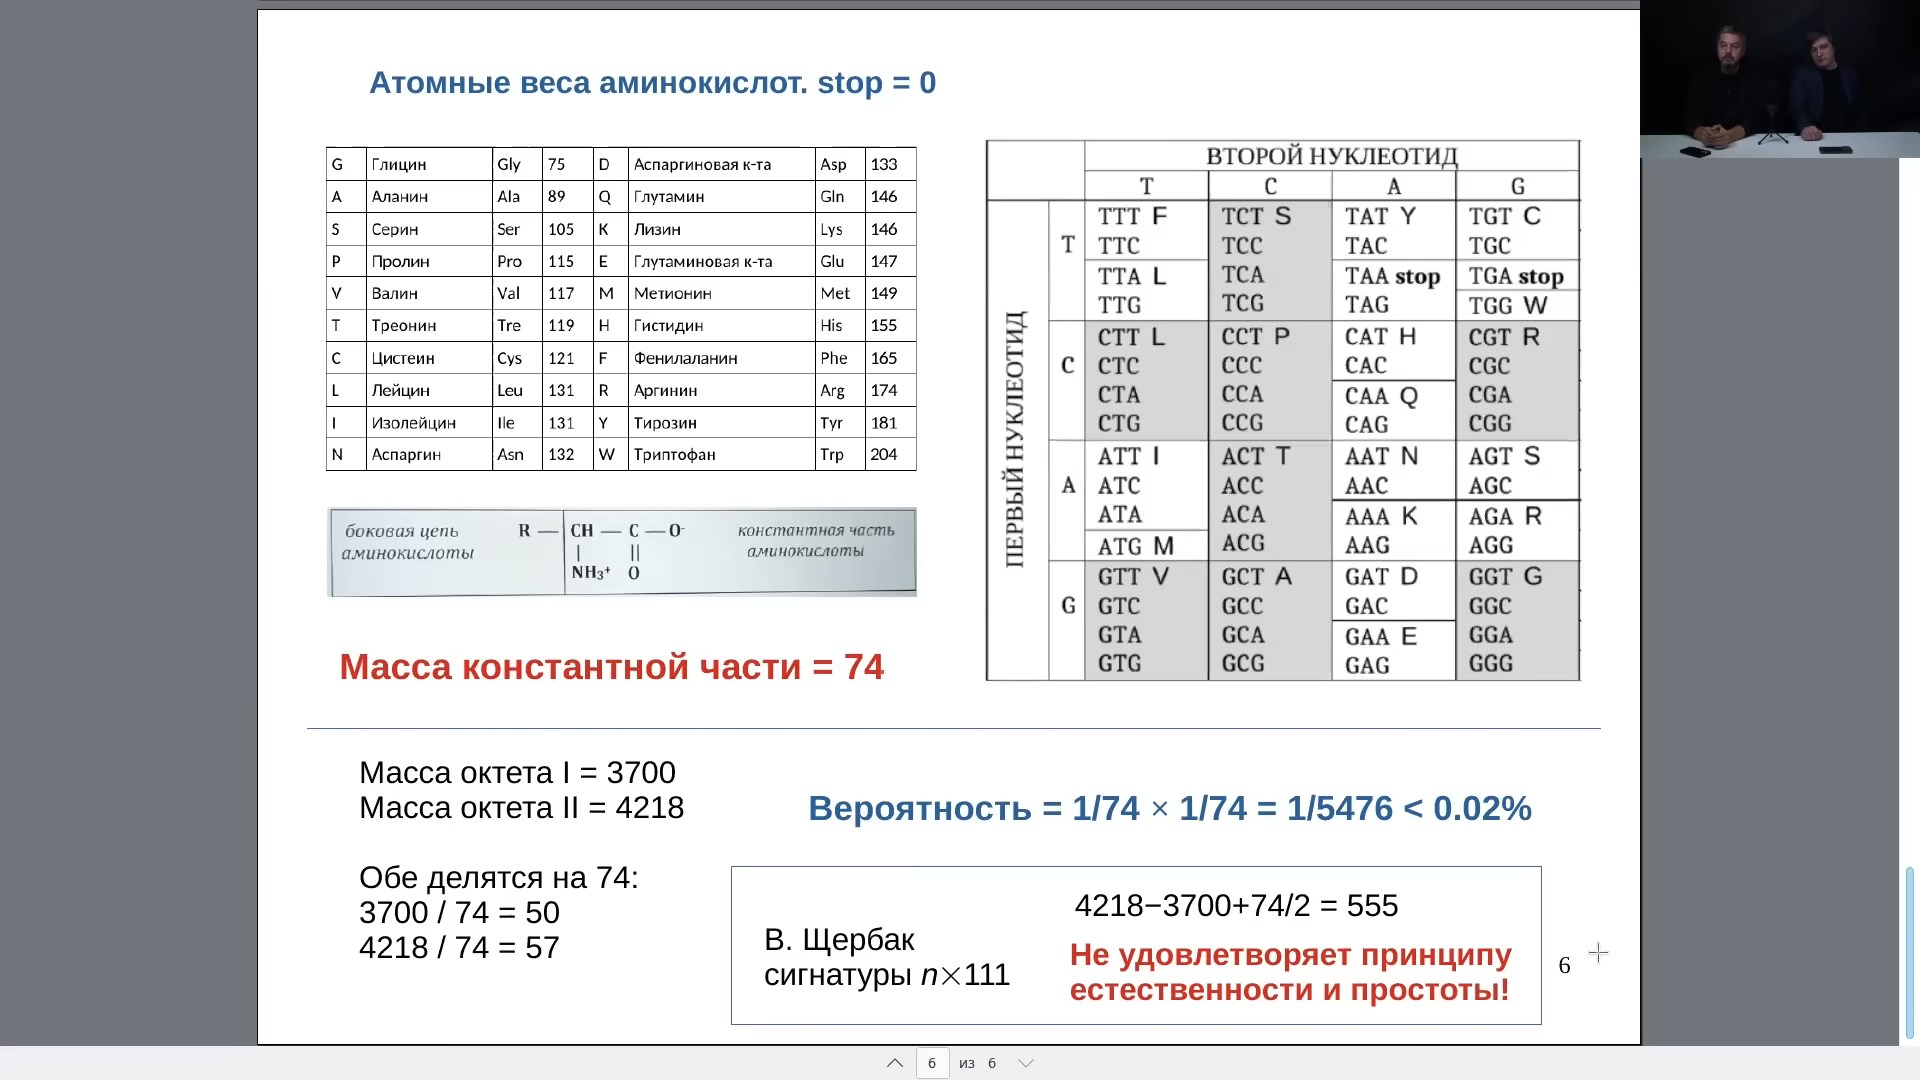 Атомные веса аминокислот. stop = 0
G Глицин Gly 75 D Аспаргиновая к-та Asp 133
A Аланин Ala 89 Q Глутамин Gln 146
S Серин Ser 105 K Лизин Lys 146
P Пролин Pro 115 E Глутаминовая к-та Glu 147
V Валин Val 117 M Метионин Met 149
T Треонин Tre 119 H Гистидин His 155
C Цистеин Cys 121 F Фенилаланин Phe 165
L Лейцин Leu 131 R Аргинин Arg 174
I Изолейцин Ile 131 Y Тирозин Tyr 181
N Аспаргин Asn 132 W Триптофан Trp 204
боковая цепь R — CH — C — O- константная часть
аминокислоты | || аминокислоты
NH₃⁺ O
Масса константной части = 74
ВТОРОЙ НУКЛЕОТИД
T C A G
ПЕРВЫЙ НУКЛЕОТИД
TTT F TCT S TAT Y TGT C
T TTC TCC TAC TGC
TTA L TCA TAA stop TGA stop
TTG TCG TAG TGG W
CTT L CCT P CAT H CGT R
C CTC CCC CAC CGC
CTA CCA CAA Q CGA
CTG CCG CAG CGG
ATT I ACT T AAT N AGT S
A ATC ACC AAC AGC
ATA ACA AAA K AGA R
ATG M ACG AAG AGG
GTT V GCT A GAT D GGT G
G GTC GCC GAC GGC
GTA GCA GAA E GGA
GTG GCG GAG GGG
Масса октета I = 3700
Масса октета II = 4218
Вероятность = 1/74 × 1/74 = 1/5476 < 0.02%
Обе делятся на 74:
3700 / 74 = 50
4218 / 74 = 57
В. Щербак
сигнатуры n×111
4218−3700+74/2 = 555
Не удовлетворяет принципу
естественности и простоты!
6
6 из 6